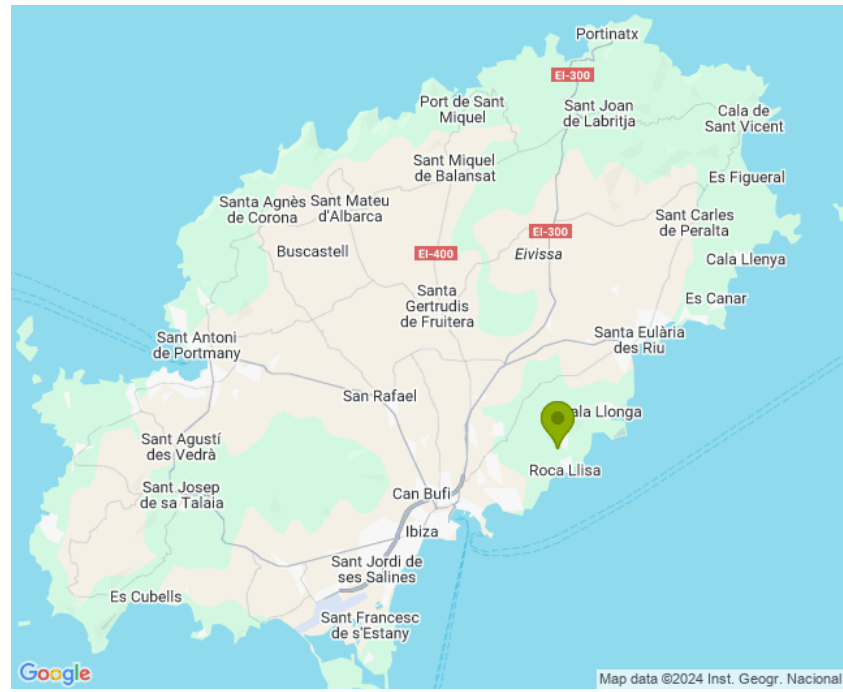 Portinatx
EI-300
Port de Sant
Miquel
Sant Joan
de Labritja
Cala de
Sant Vicent
Sant Miquel
de Balansat
Es Figueral
Santa Agnès
de Corona
Sant Mateu
d'Albarca
Sant Carles
de Peralta
EI-300
Buscastell
EI-400
Eivissa
Cala Llenya
Santa
Gertrudis
de Fruitera
Es Canar
Sant Antoni
de Portmany
Santa Eulària
des Riu
San Rafael
ala Llonga
Sant Agustí
des Vedrà
Roca Llisa
Sant Josep
de sa Talaia
Can Bufi
Ibiza
Sant Jordi de
ses Salines
Es Cubells
Sant Francesc
de s'Estany
Google
Map data ©2024 Inst. Geogr. Nacional